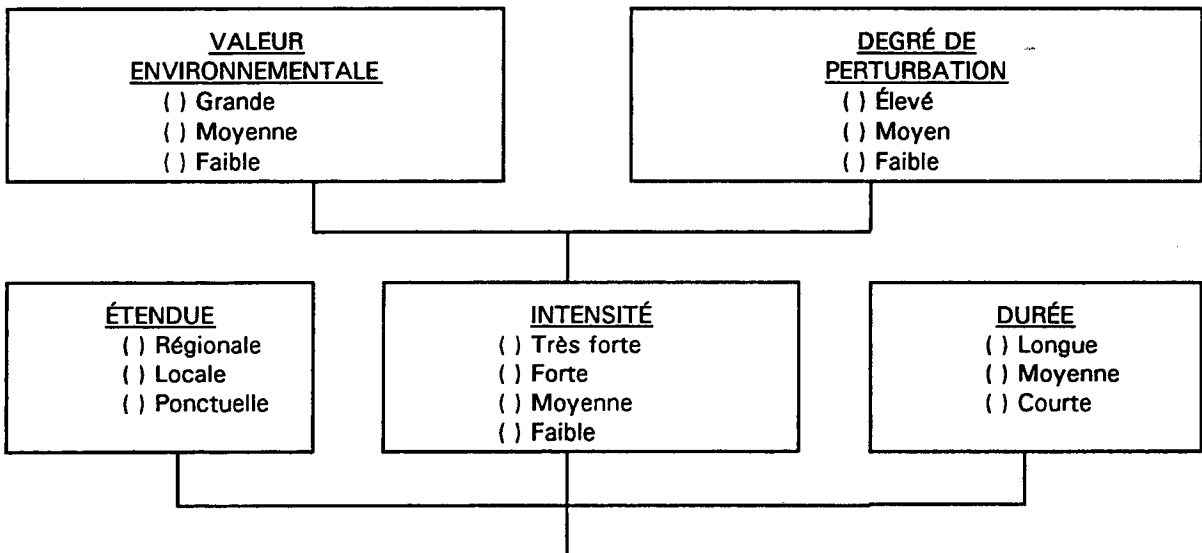 VALEUR
ENVIRONNEMENTALE
( ) Grande
( ) Moyenne
( ) Faible
DEGRÉ DE
PERTURBATION
( ) Élevé
( ) Moyen
( ) Faible
ÉTENDUE
( ) Régionale
( ) Locale
( ) Ponctuelle
INTENSITÉ
( ) Très forte
( ) Forte
( ) Moyenne
( ) Faible
DURÉE
( ) Longue
( ) Moyenne
( ) Courte